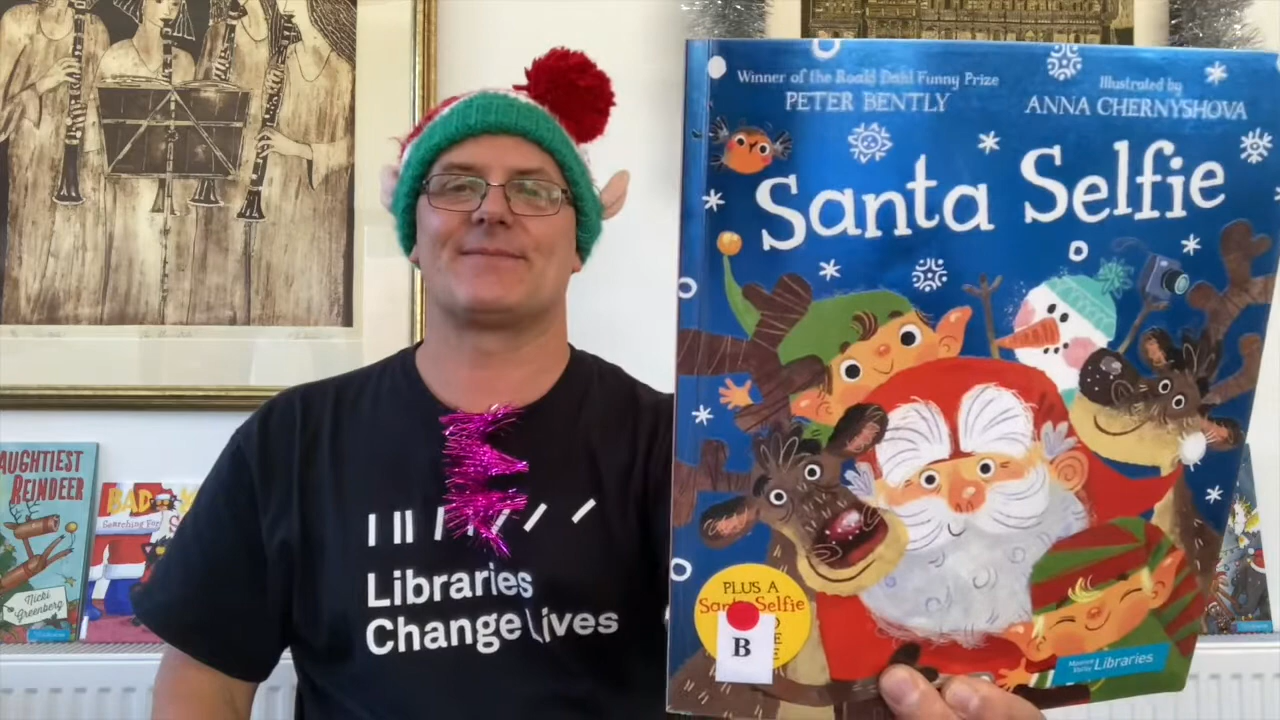 Winner of the Roald Dahl Funny Prize
PETER BENTLY
Illustrated by
ANNA CHERNYSHOVA
Santa Selfie
PLUS A
Santa Selfie
B
Libraries
Libraries
Change Lives
AUGHTIEST
REINDEER
Nicki
Greenberg
BAD
Searching For